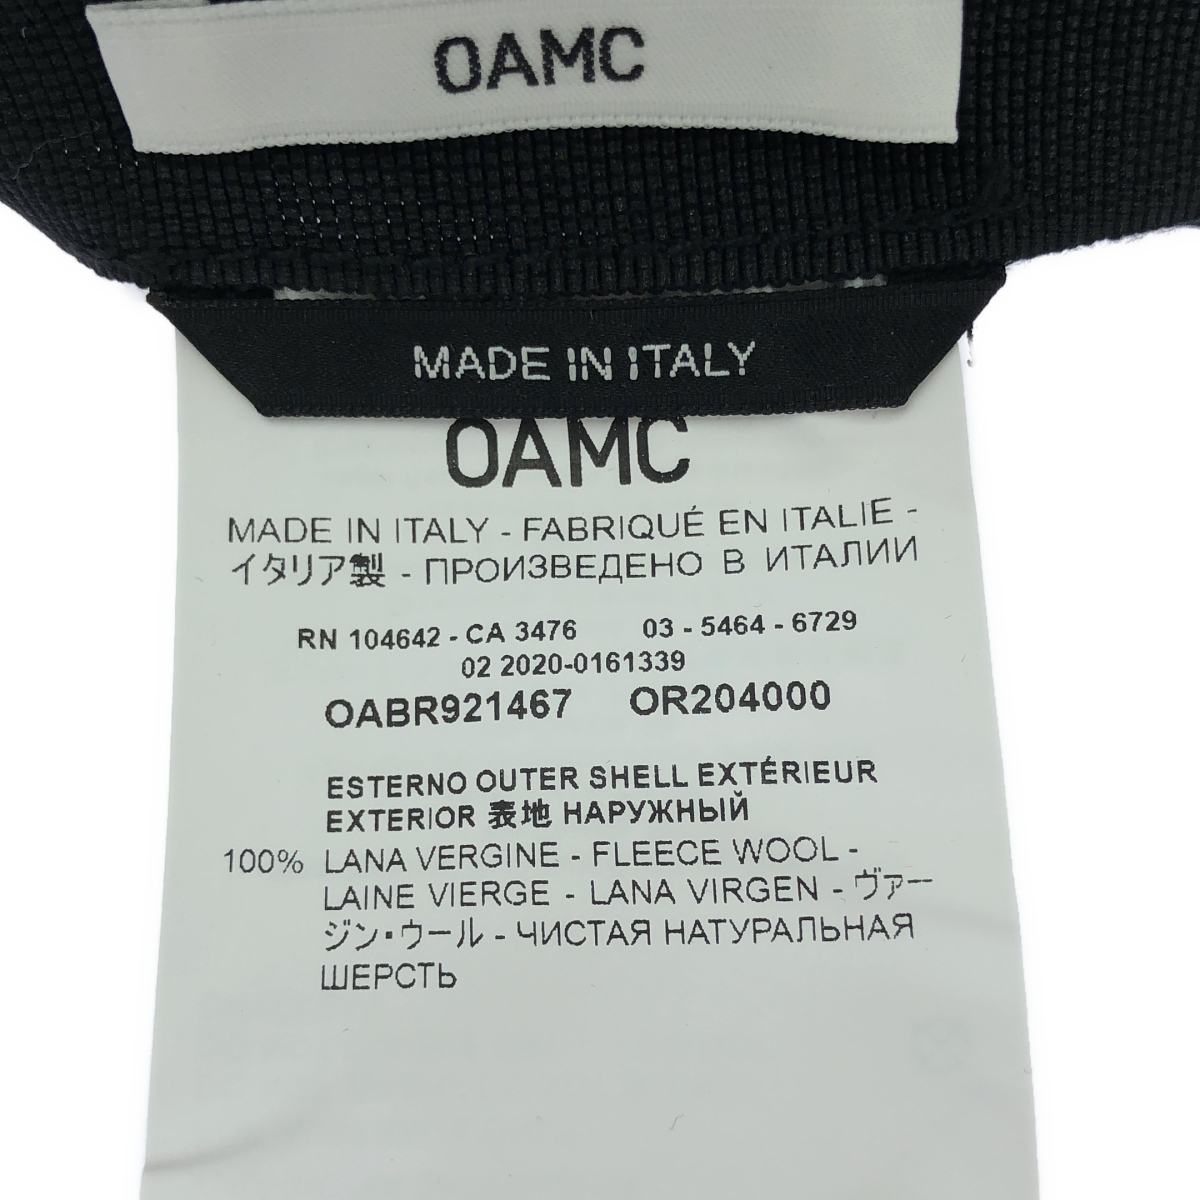 OAMC
MADE IN ITALY
OAMC
MADE IN ITALY - FABRIQUÉ EN ITALIE -
イタリア製 - ПРОИЗВЕДЕНО В ИТАЛИИ
RN 104642 - CA 3476 03 - 5464 - 6729
02 2020-0161339
OABR921467 OR204000
ESTERNO OUTER SHELL EXTÉRIEUR
EXTERIOR 表地 НАРУЖНЫЙ
100% LANA VERGINE - FLEECE WOOL -
LAINE VIERGE - LANA VIRGEN - ヴァー
ジン・ウール - ЧИСТАЯ НАТУРАЛЬНАЯ
ШЕРСТЬ